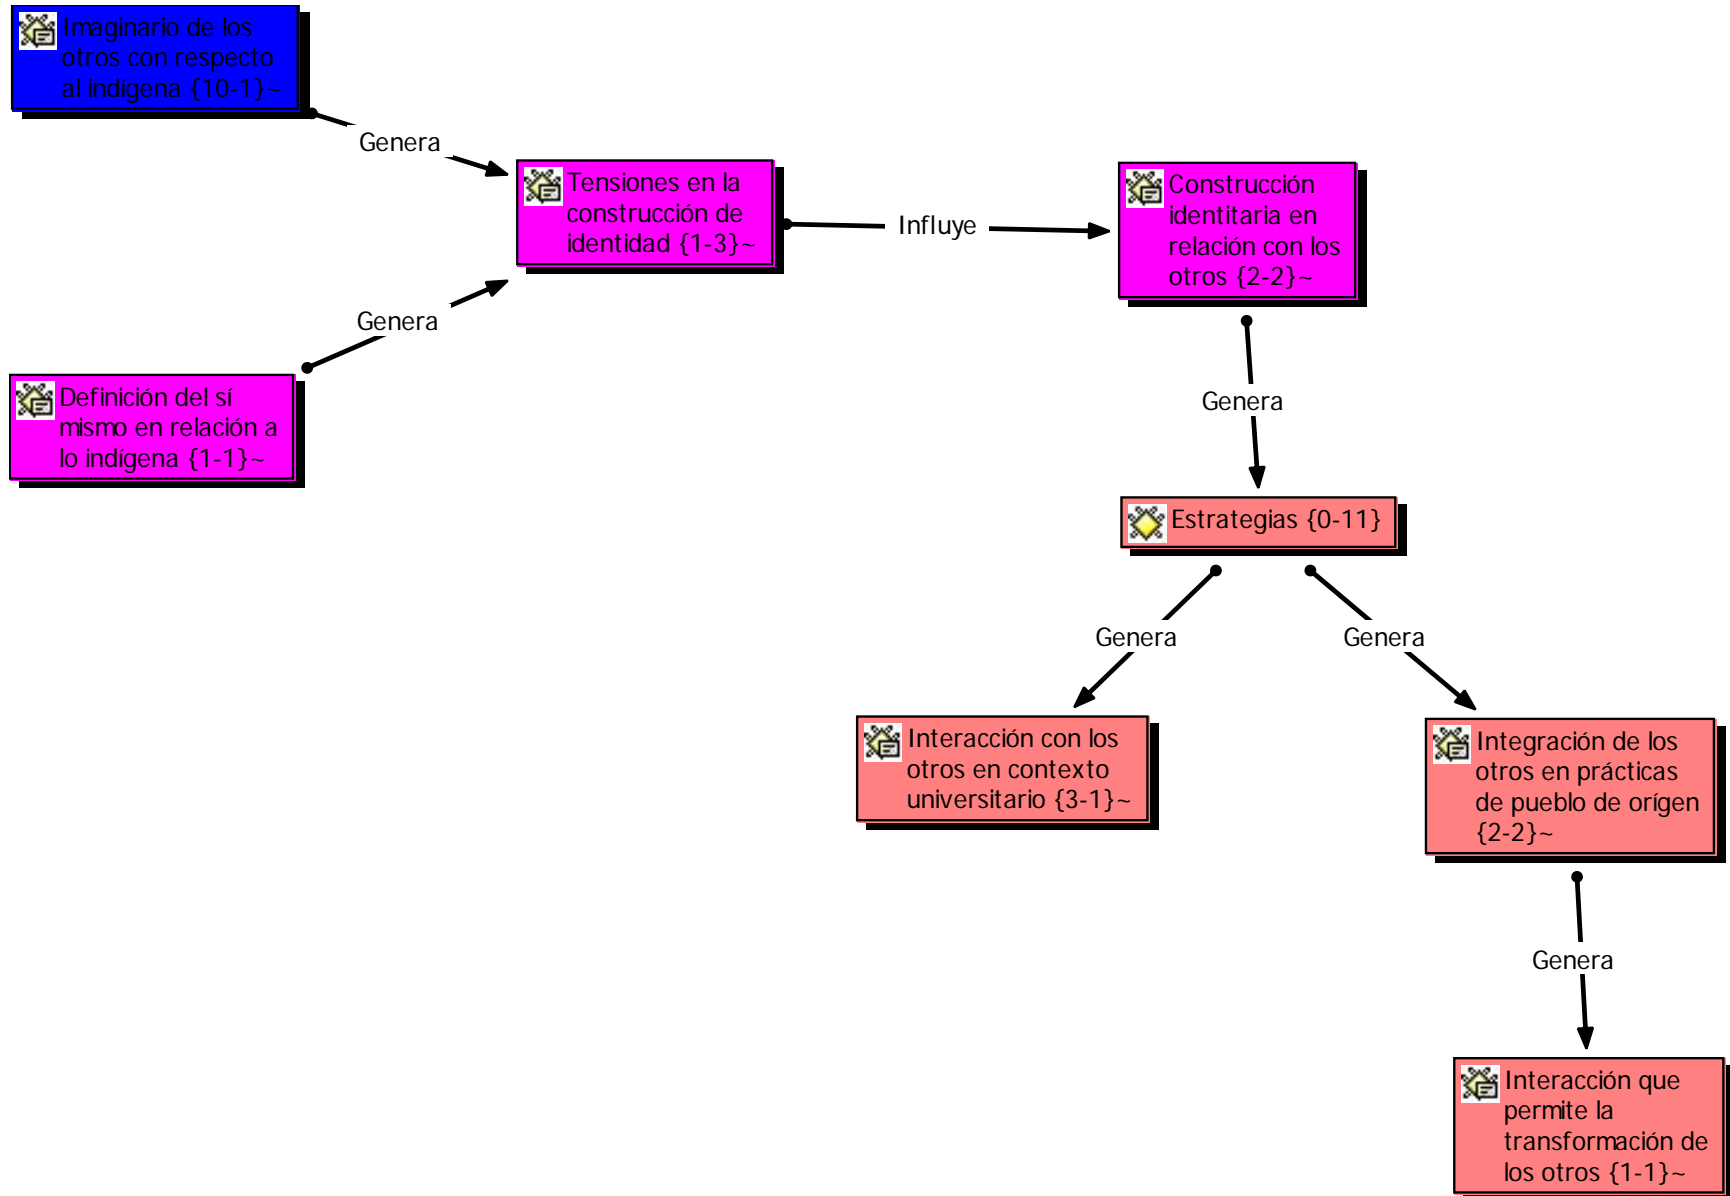 Imaginario de los
otros con respecto
al indígena {10-1}~
Genera
Tensiones en la
construcción de
identidad {1-3}~
Influye
Construcción
identitaria en
relación con los
otros {2-2}~
Genera
Definición del sí
mismo en relación a
lo indígena {1-1}~
Genera
Estrategias {0-11}
Genera
Genera
Interacción con los
otros en contexto
universitario {3-1}~
Integración de los
otros en prácticas
de pueblo de orígen
{2-2}~
Genera
Interacción que
permite la
transformación de
los otros {1-1}~